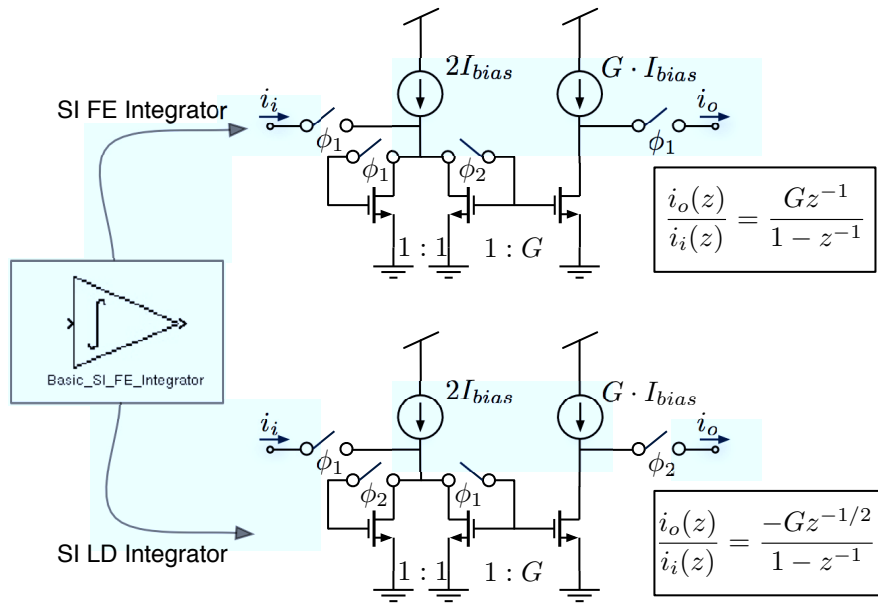 2I_{bias}
G · I_{bias}
SI FE Integrator
i_i
i_o
ϕ_1
ϕ_1
ϕ_1
ϕ_2
1 : 1
1 : G
i_o(z)/i_i(z) = Gz^{-1}/(1 − z^{-1})
Basic_SI_FE_Integrator
2I_{bias}
G · I_{bias}
i_i
i_o
ϕ_1
ϕ_2
ϕ_2
ϕ_1
SI LD Integrator
1 : 1
1 : G
i_o(z)/i_i(z) = −Gz^{-1/2}/(1 − z^{-1})